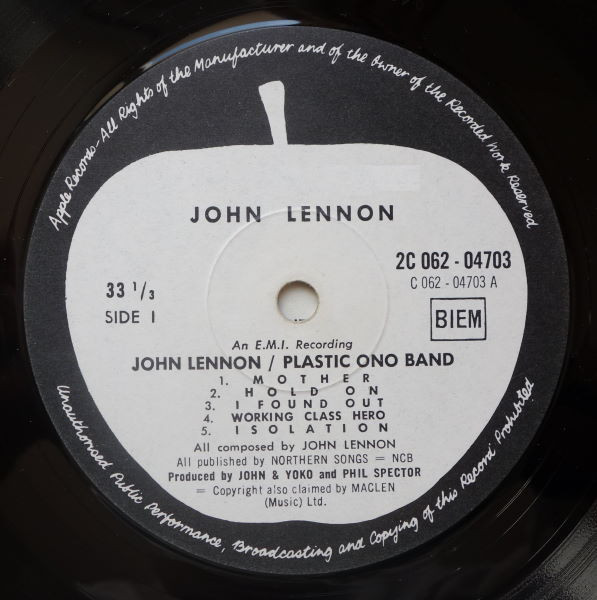 Apple Records-All Rights of the Manufacturer and of the Owner of the Recorded Work Reserved
JOHN LENNON
2C 062 - 04703
C 062 - 04703 A
33 1/3
SIDE I
BIEM
An E.M.I. Recording
JOHN LENNON / PLASTIC ONO BAND
1. MOTHER
2. HOLD ON
3. I FOUND OUT
4. WORKING CLASS HERO
5. ISOLATION
All composed by JOHN LENNON
All published by NORTHERN SONGS = NCB
Produced by JOHN & YOKO and PHIL SPECTOR
= Copyright also claimed by MACLEN
(Music) Ltd.
Unauthorised Public Performance, Broadcasting and Copying of this Record Prohibited